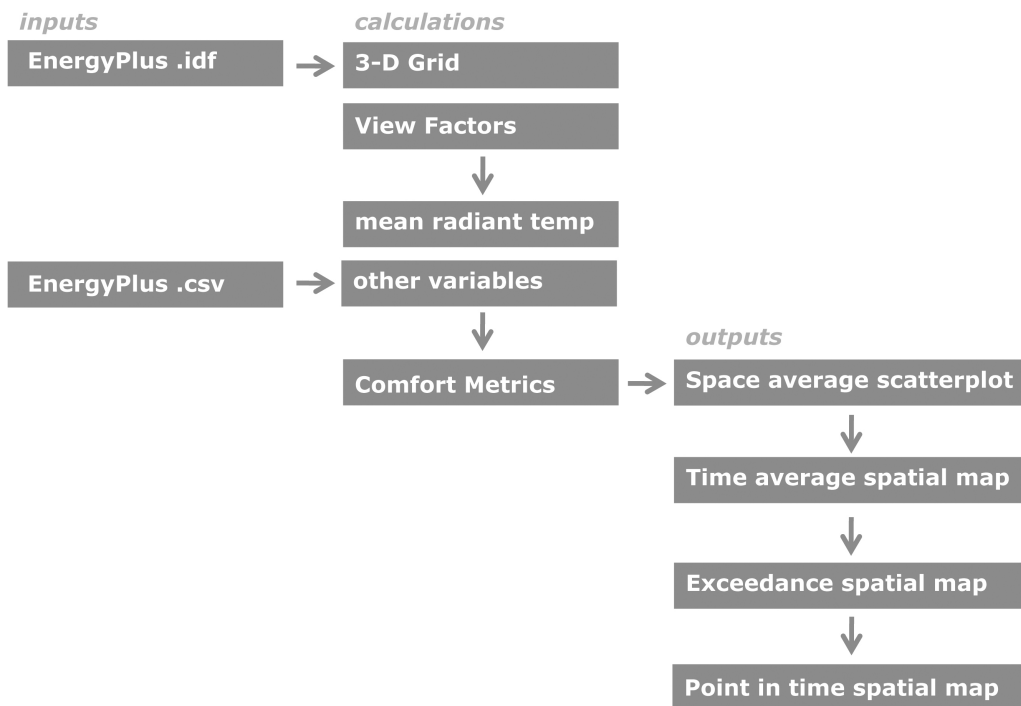 inputs
calculations
EnergyPlus .idf
3-D Grid
View Factors
mean radiant temp
EnergyPlus .csv
other variables
outputs
Comfort Metrics
Space average scatterplot
Time average spatial map
Exceedance spatial map
Point in time spatial map